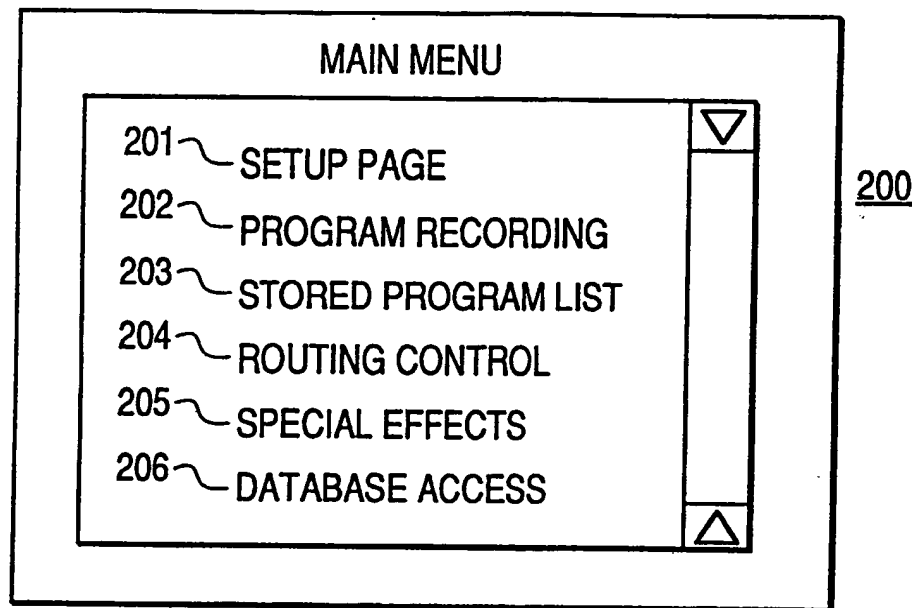 MAIN MENU
201 SETUP PAGE
202 PROGRAM RECORDING
200
203 STORED PROGRAM LIST
204 ROUTING CONTROL
205 SPECIAL EFFECTS
206 DATABASE ACCESS